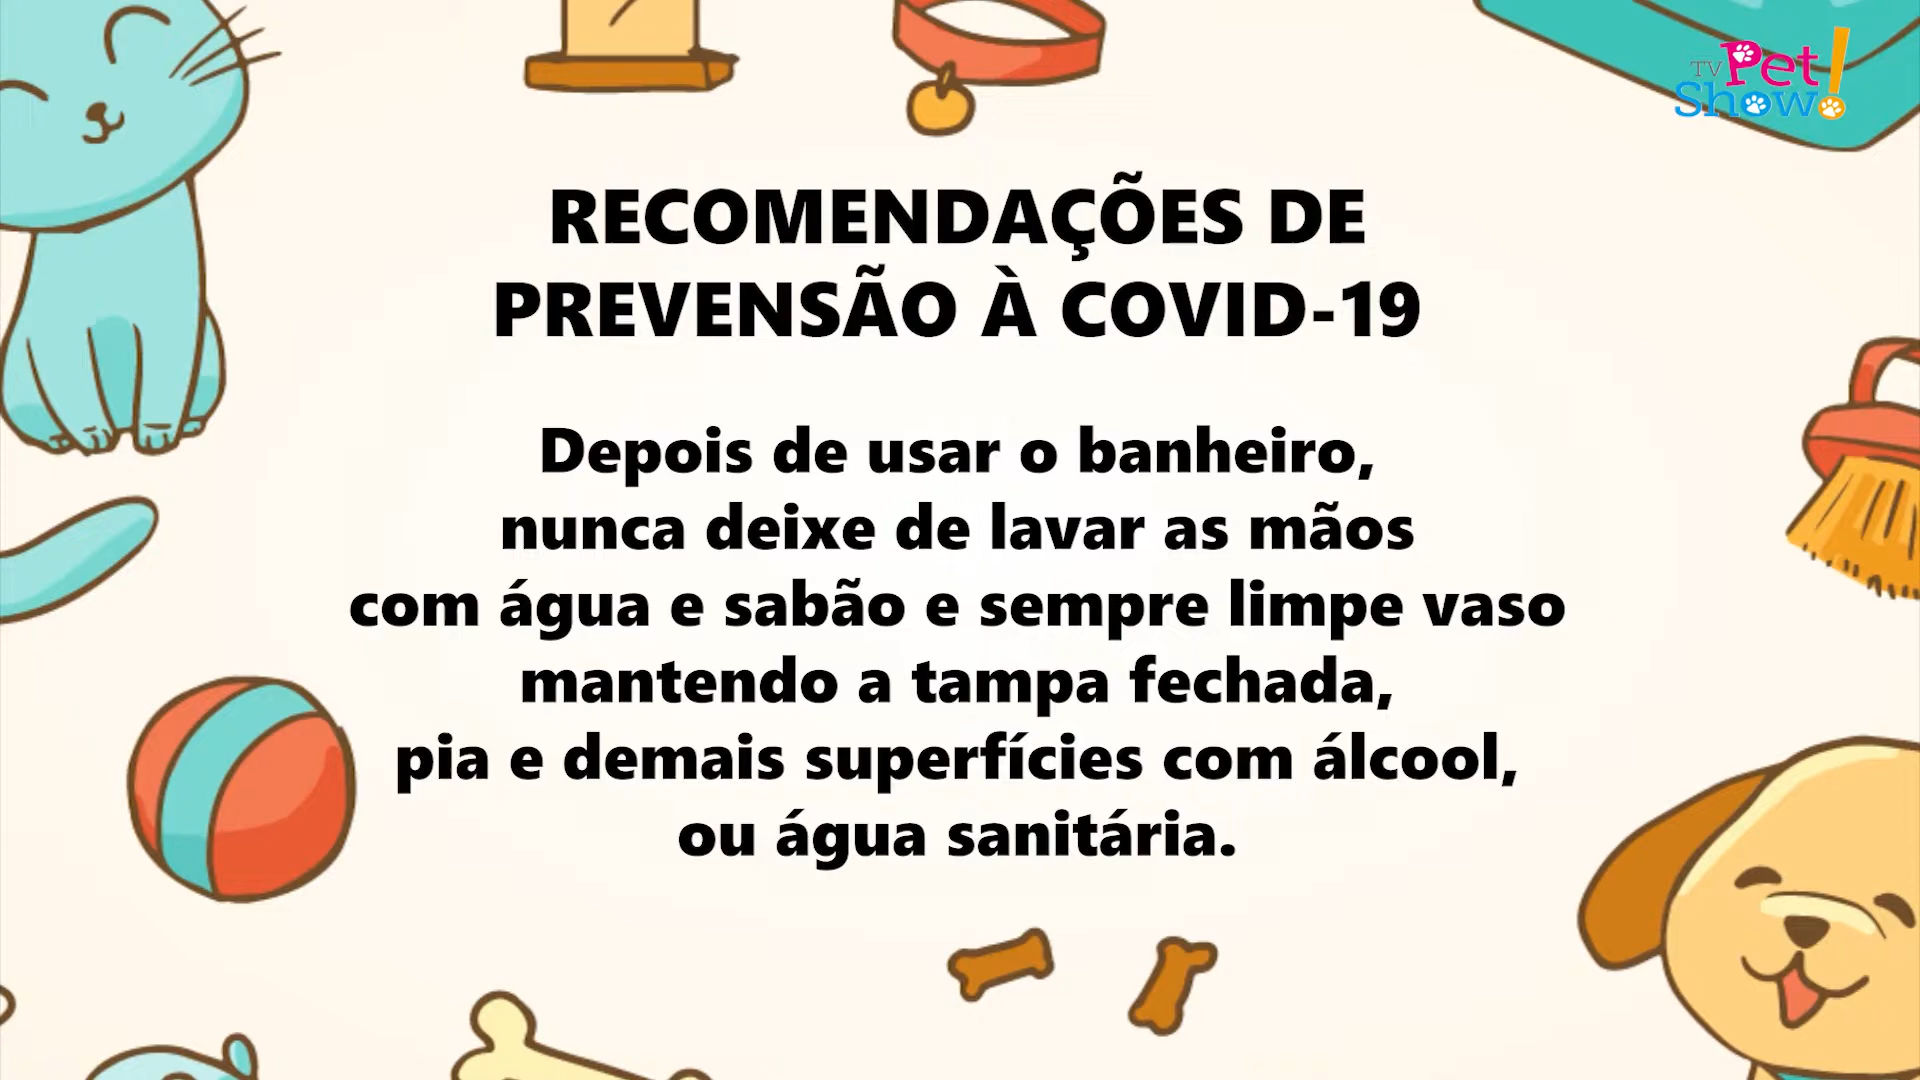 TV Pet
Show!
RECOMENDAÇÕES DE
PREVENSÃO À COVID-19
Depois de usar o banheiro,
nunca deixe de lavar as mãos
com água e sabão e sempre limpe vaso
mantendo a tampa fechada,
pia e demais superfícies com álcool,
ou água sanitária.